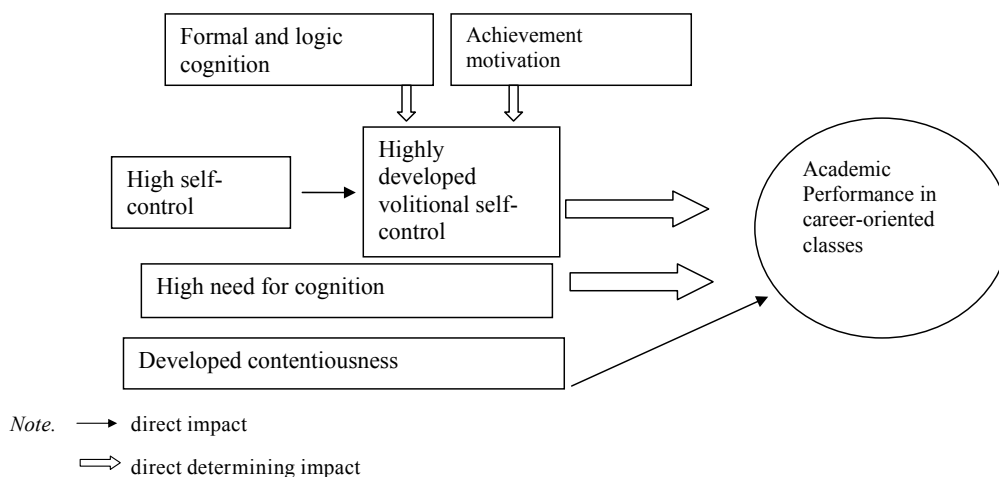 Formal and logic
cognition
Achievement
motivation
High self-
control
Highly
developed
volitional self-
control
Academic
Performance in
career-oriented
classes
High need for cognition
Developed contentiousness
Note.
direct impact
direct determining impact